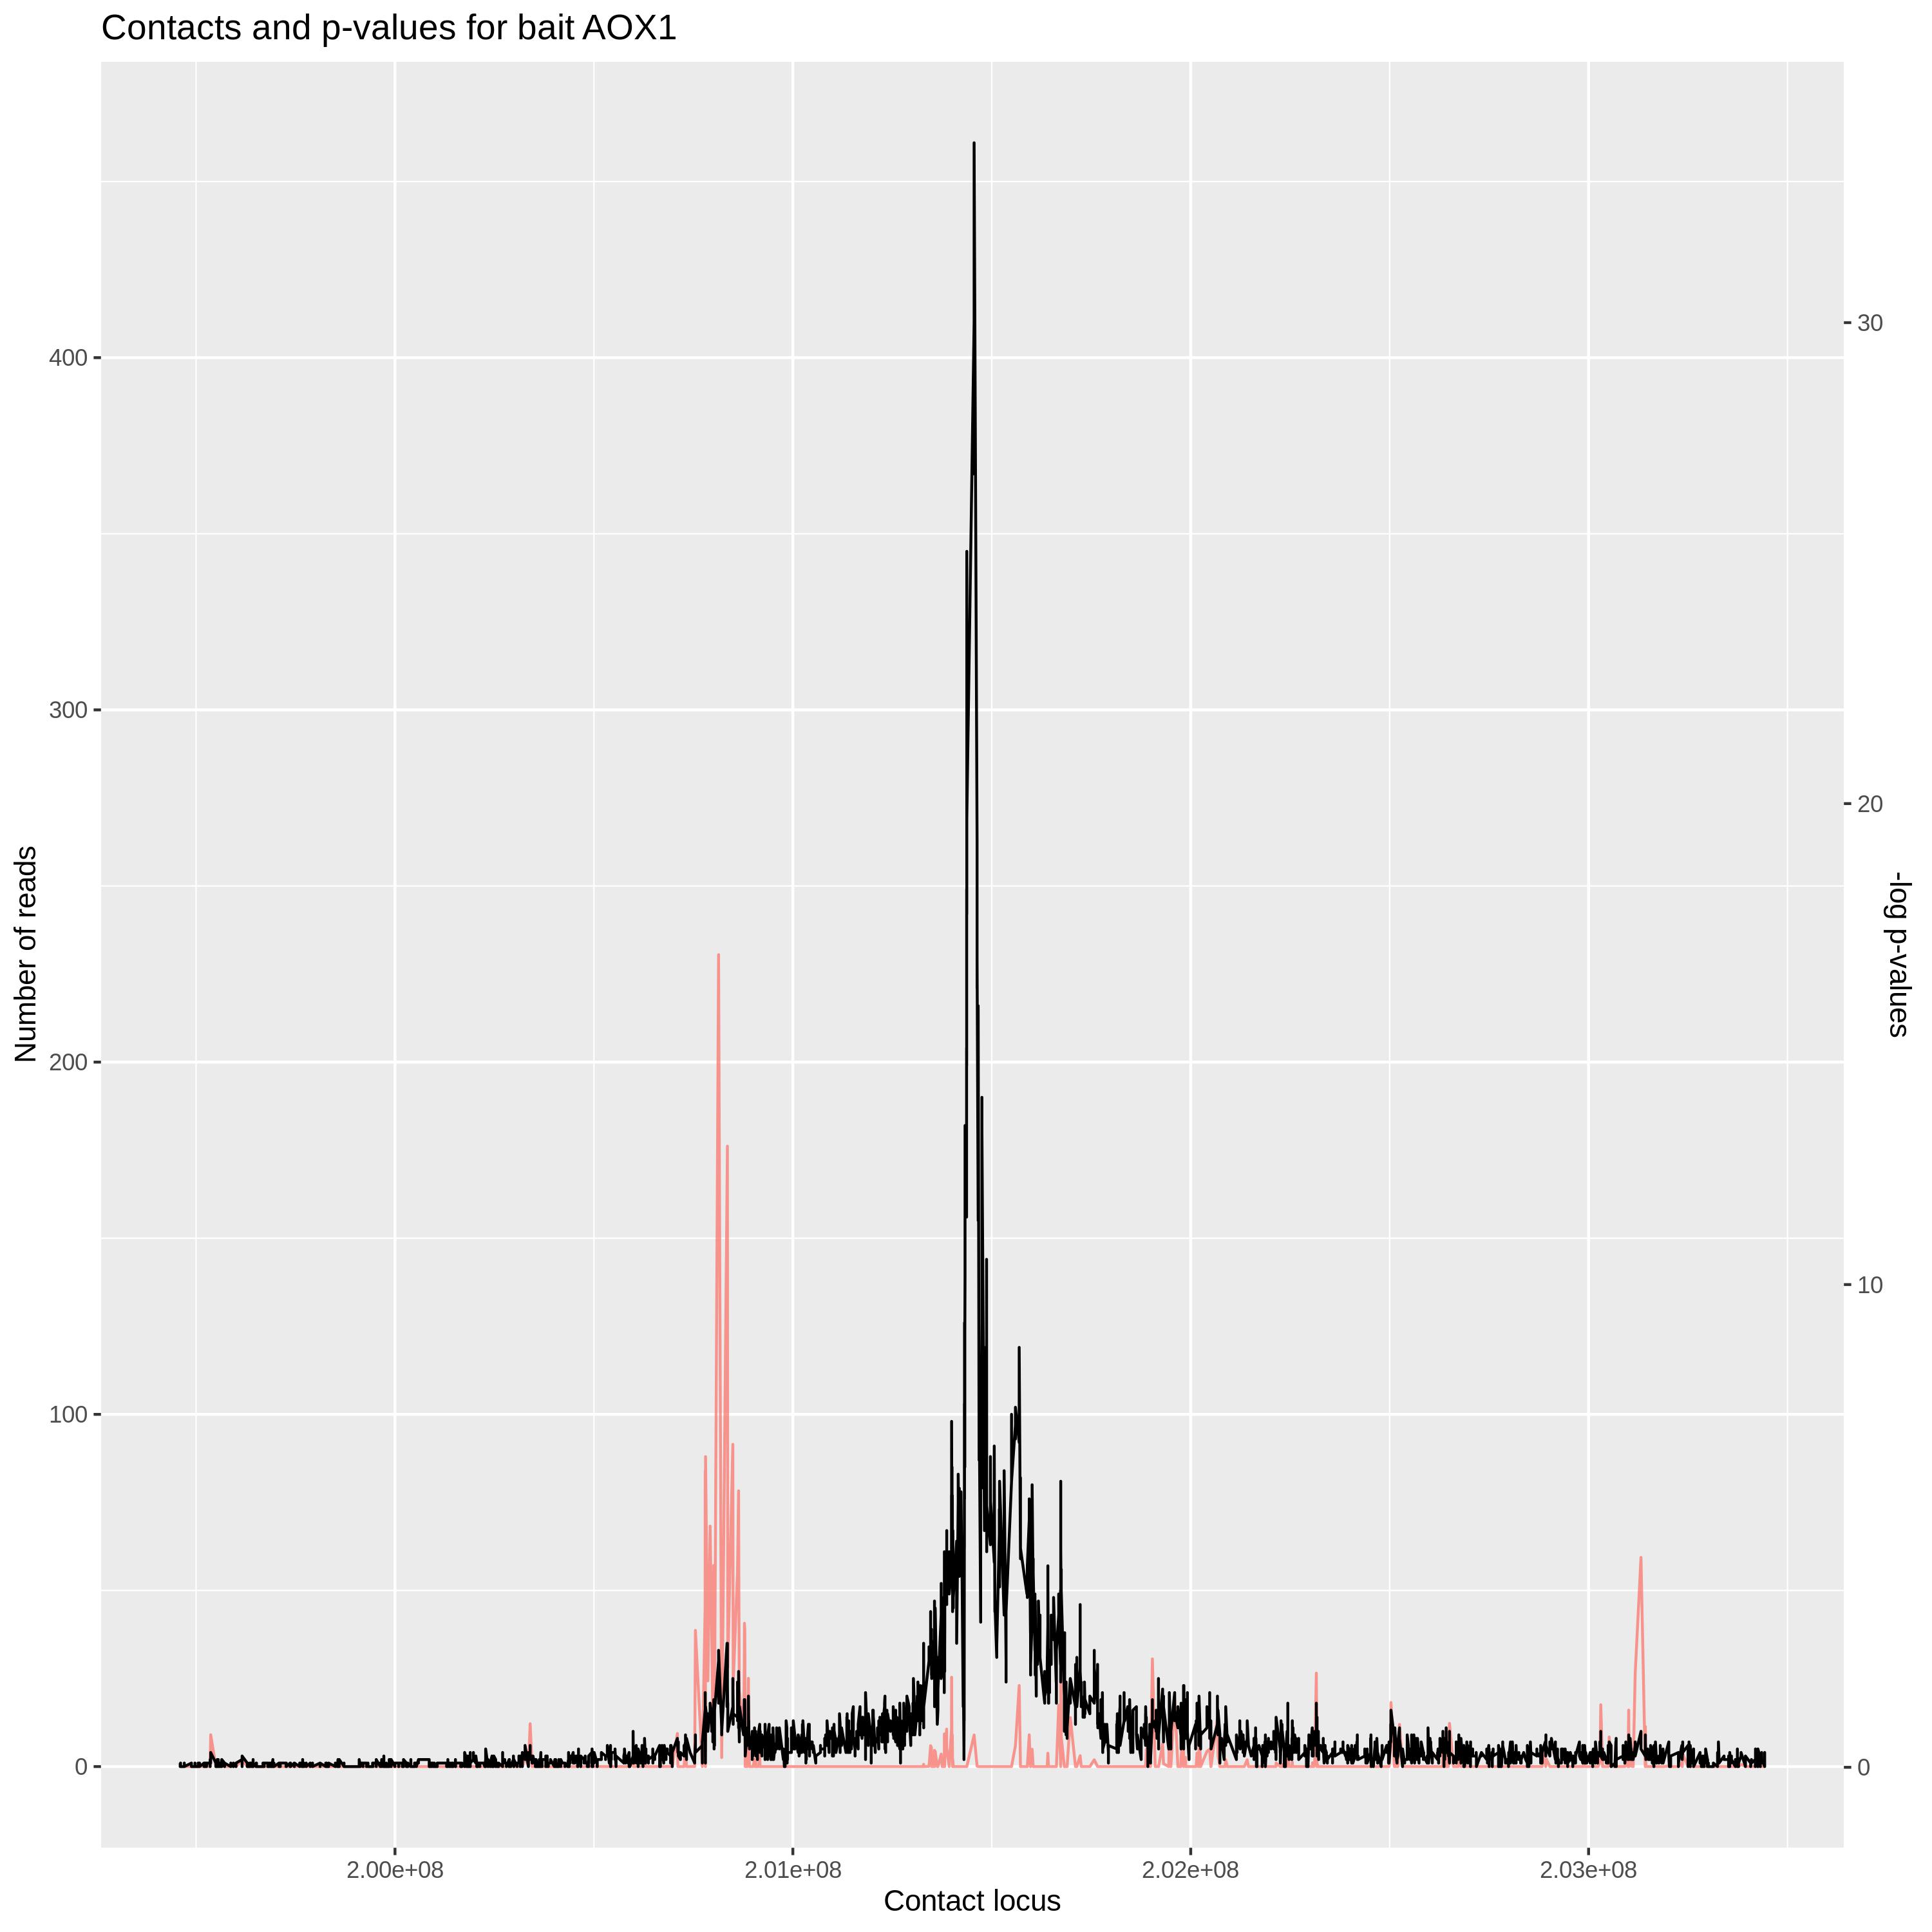 Contacts and p-values for bait AOX1
400
300
200
100
0
Number of reads
30
20
10
0
-log p-values
2.00e+08
2.01e+08
2.02e+08
2.03e+08
Contact locus